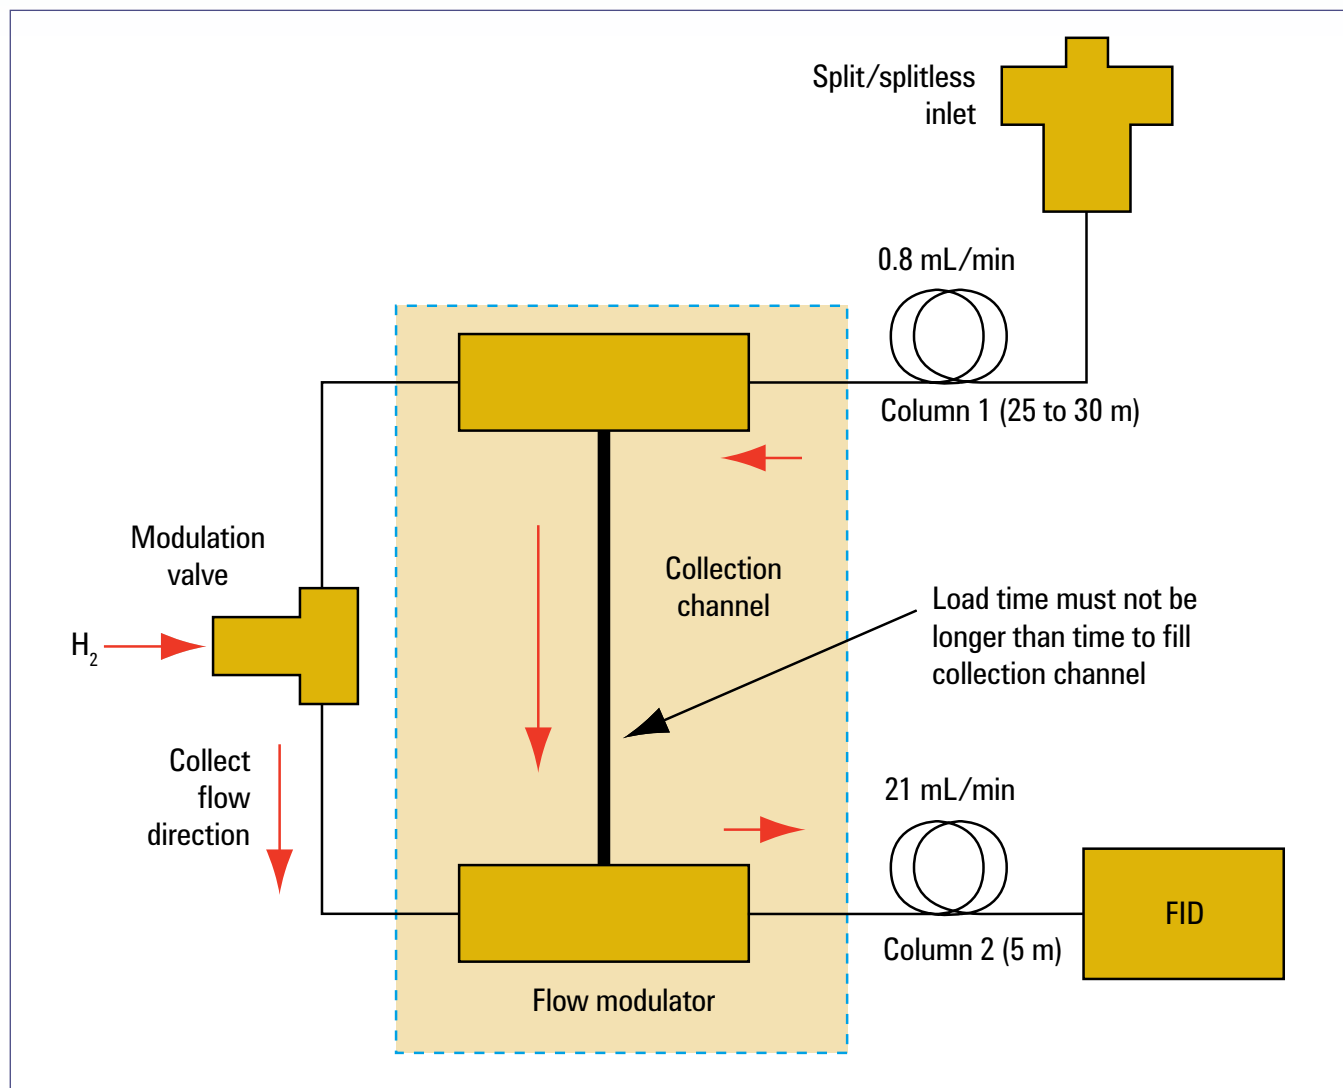 Split/splitless
inlet
0.8 mL/min
Column 1 (25 to 30 m)
Modulation
valve
H₂
Collection
channel
Load time must not be
longer than time to fill
collection channel
Collect
flow
direction
21 mL/min
FID
Column 2 (5 m)
Flow modulator